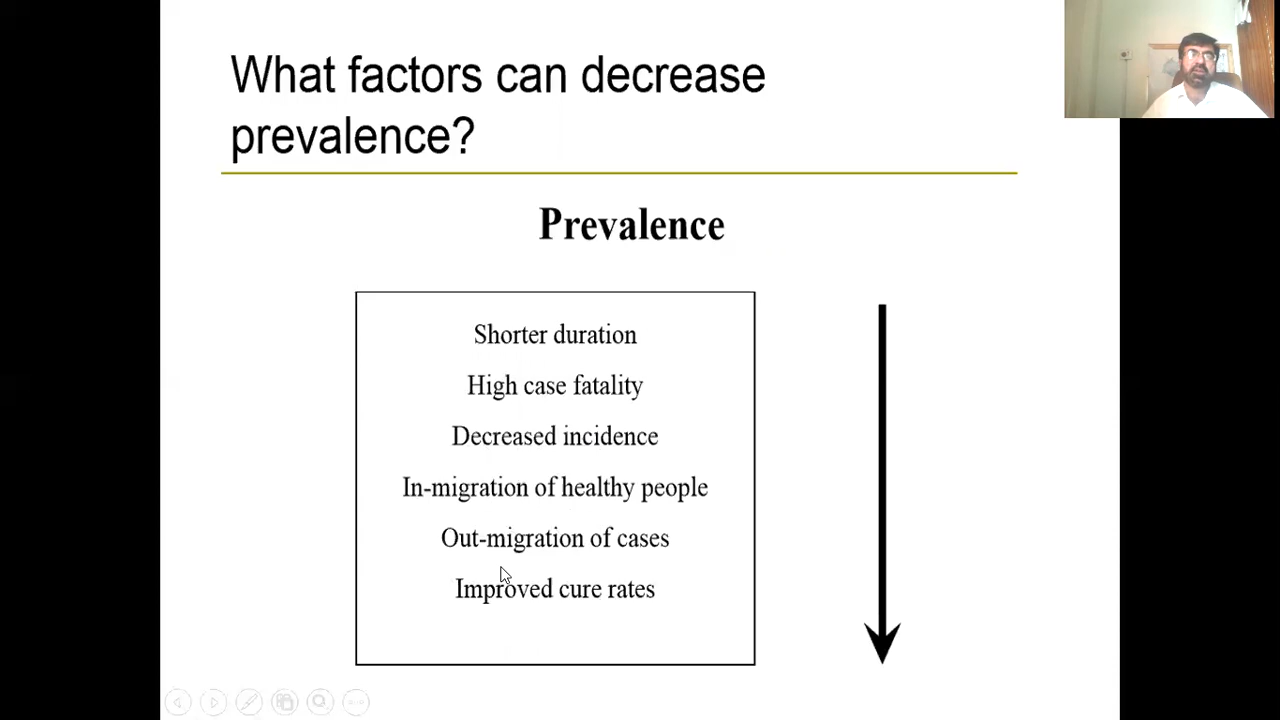 What factors can decrease
prevalence?
Prevalence
Shorter duration
High case fatality
Decreased incidence
In-migration of healthy people
Out-migration of cases
Improved cure rates